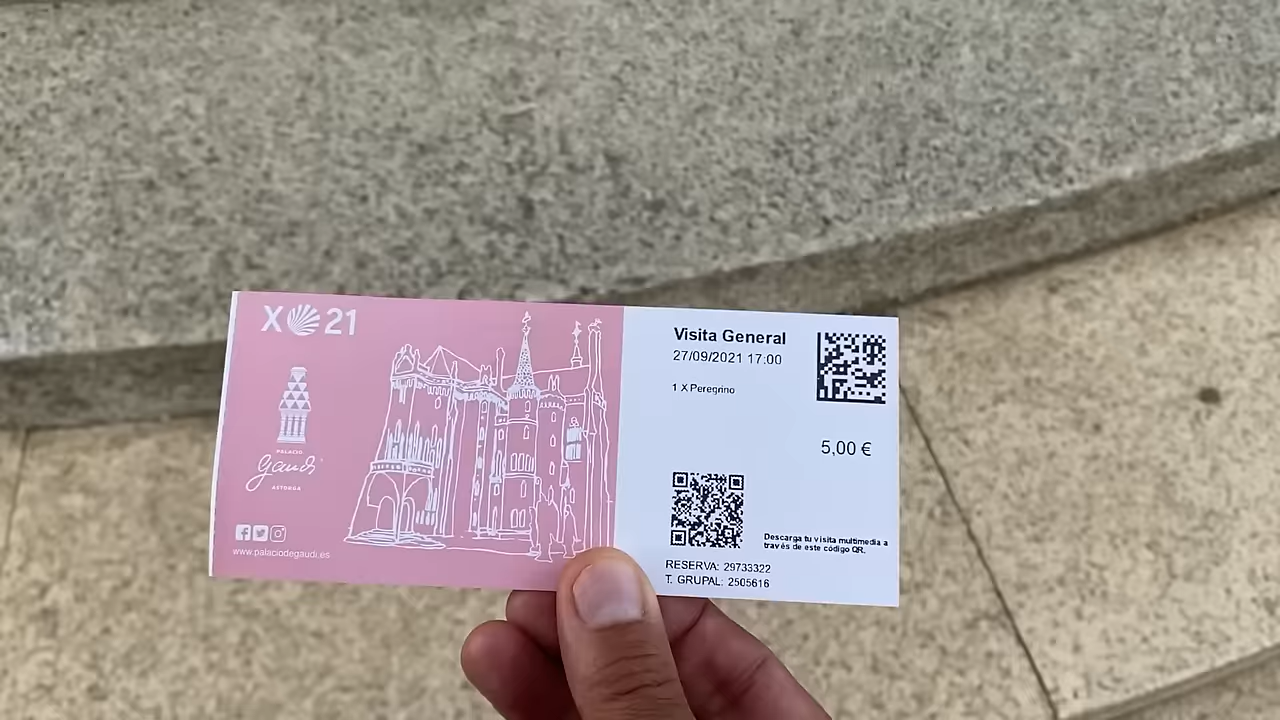 X 21
PALACIO
Gaudí
ASTORGA
www.palaciodegaudi.es
Visita General
27/09/2021 17:00
1 X Peregrino
5,00 €
Descarga tu visita multimedia a
través de este código QR.
RESERVA: 29733322
T. GRUPAL: 2505616